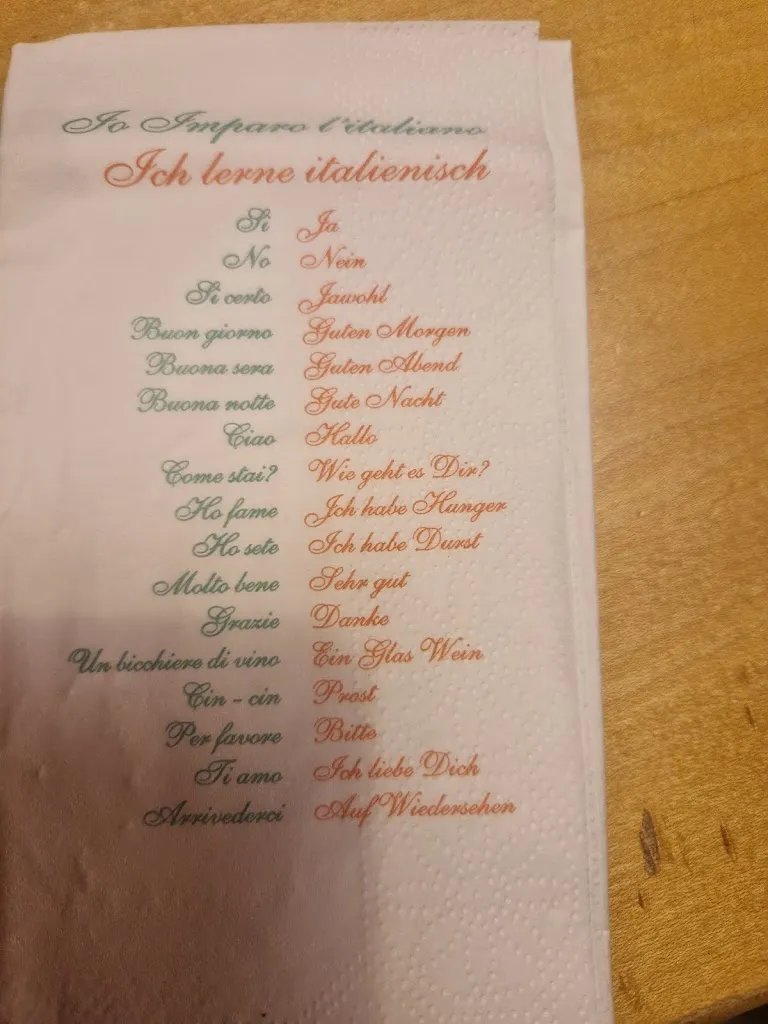 Io Imparo l'italiano
Ich lerne italienisch
Si Ja
No Nein
Si certo Jawohl
Buon giorno Guten Morgen
Buona sera Guten Abend
Buona notte Gute Nacht
Ciao Hallo
Come stai? Wie geht es Dir?
Ho fame Ich habe Hunger
Ho sete Ich habe Durst
Molto bene Sehr gut
Grazie Danke
Un bicchiere di vino Ein Glas Wein
Cin - cin Prost
Per favore Bitte
Ti amo Ich liebe Dich
Arrivederci Auf Wiedersehen